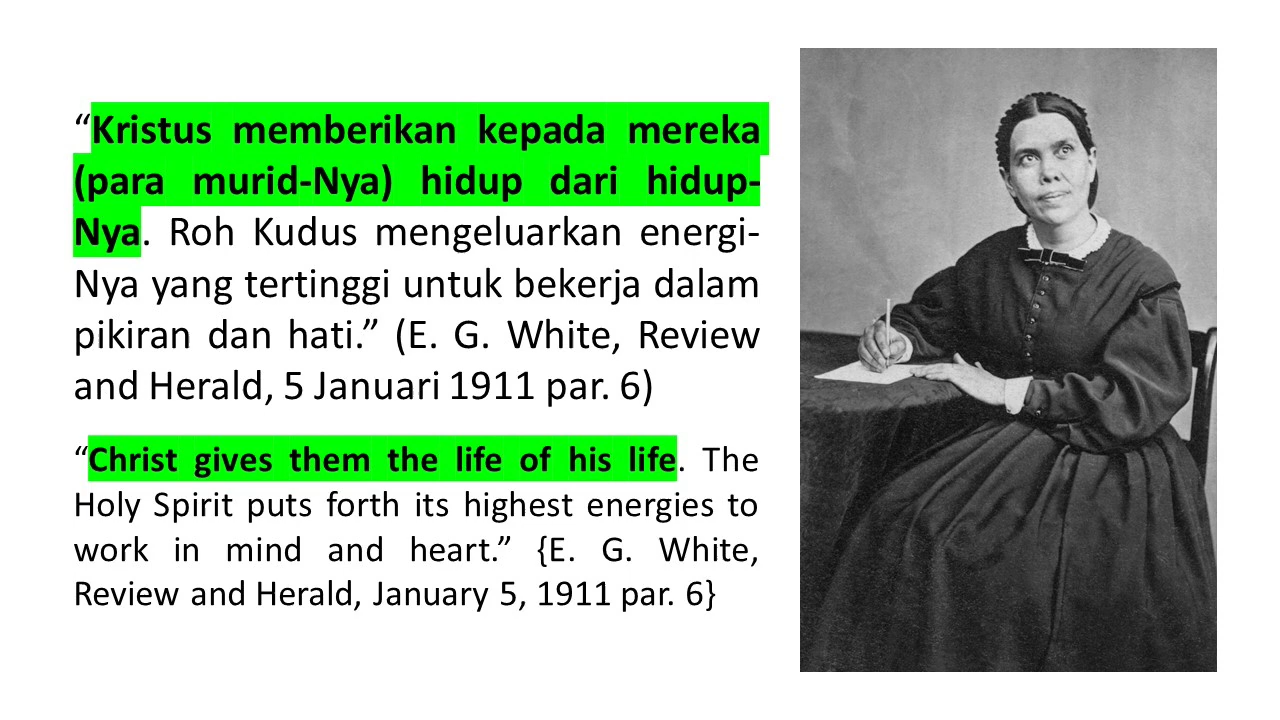 “Kristus memberikan kepada mereka
(para murid-Nya) hidup dari hidup-
Nya. Roh Kudus mengeluarkan energi-
Nya yang tertinggi untuk bekerja dalam
pikiran dan hati.” (E. G. White, Review
and Herald, 5 Januari 1911 par. 6)
“Christ gives them the life of his life. The
Holy Spirit puts forth its highest energies to
work in mind and heart.” {E. G. White,
Review and Herald, January 5, 1911 par. 6}